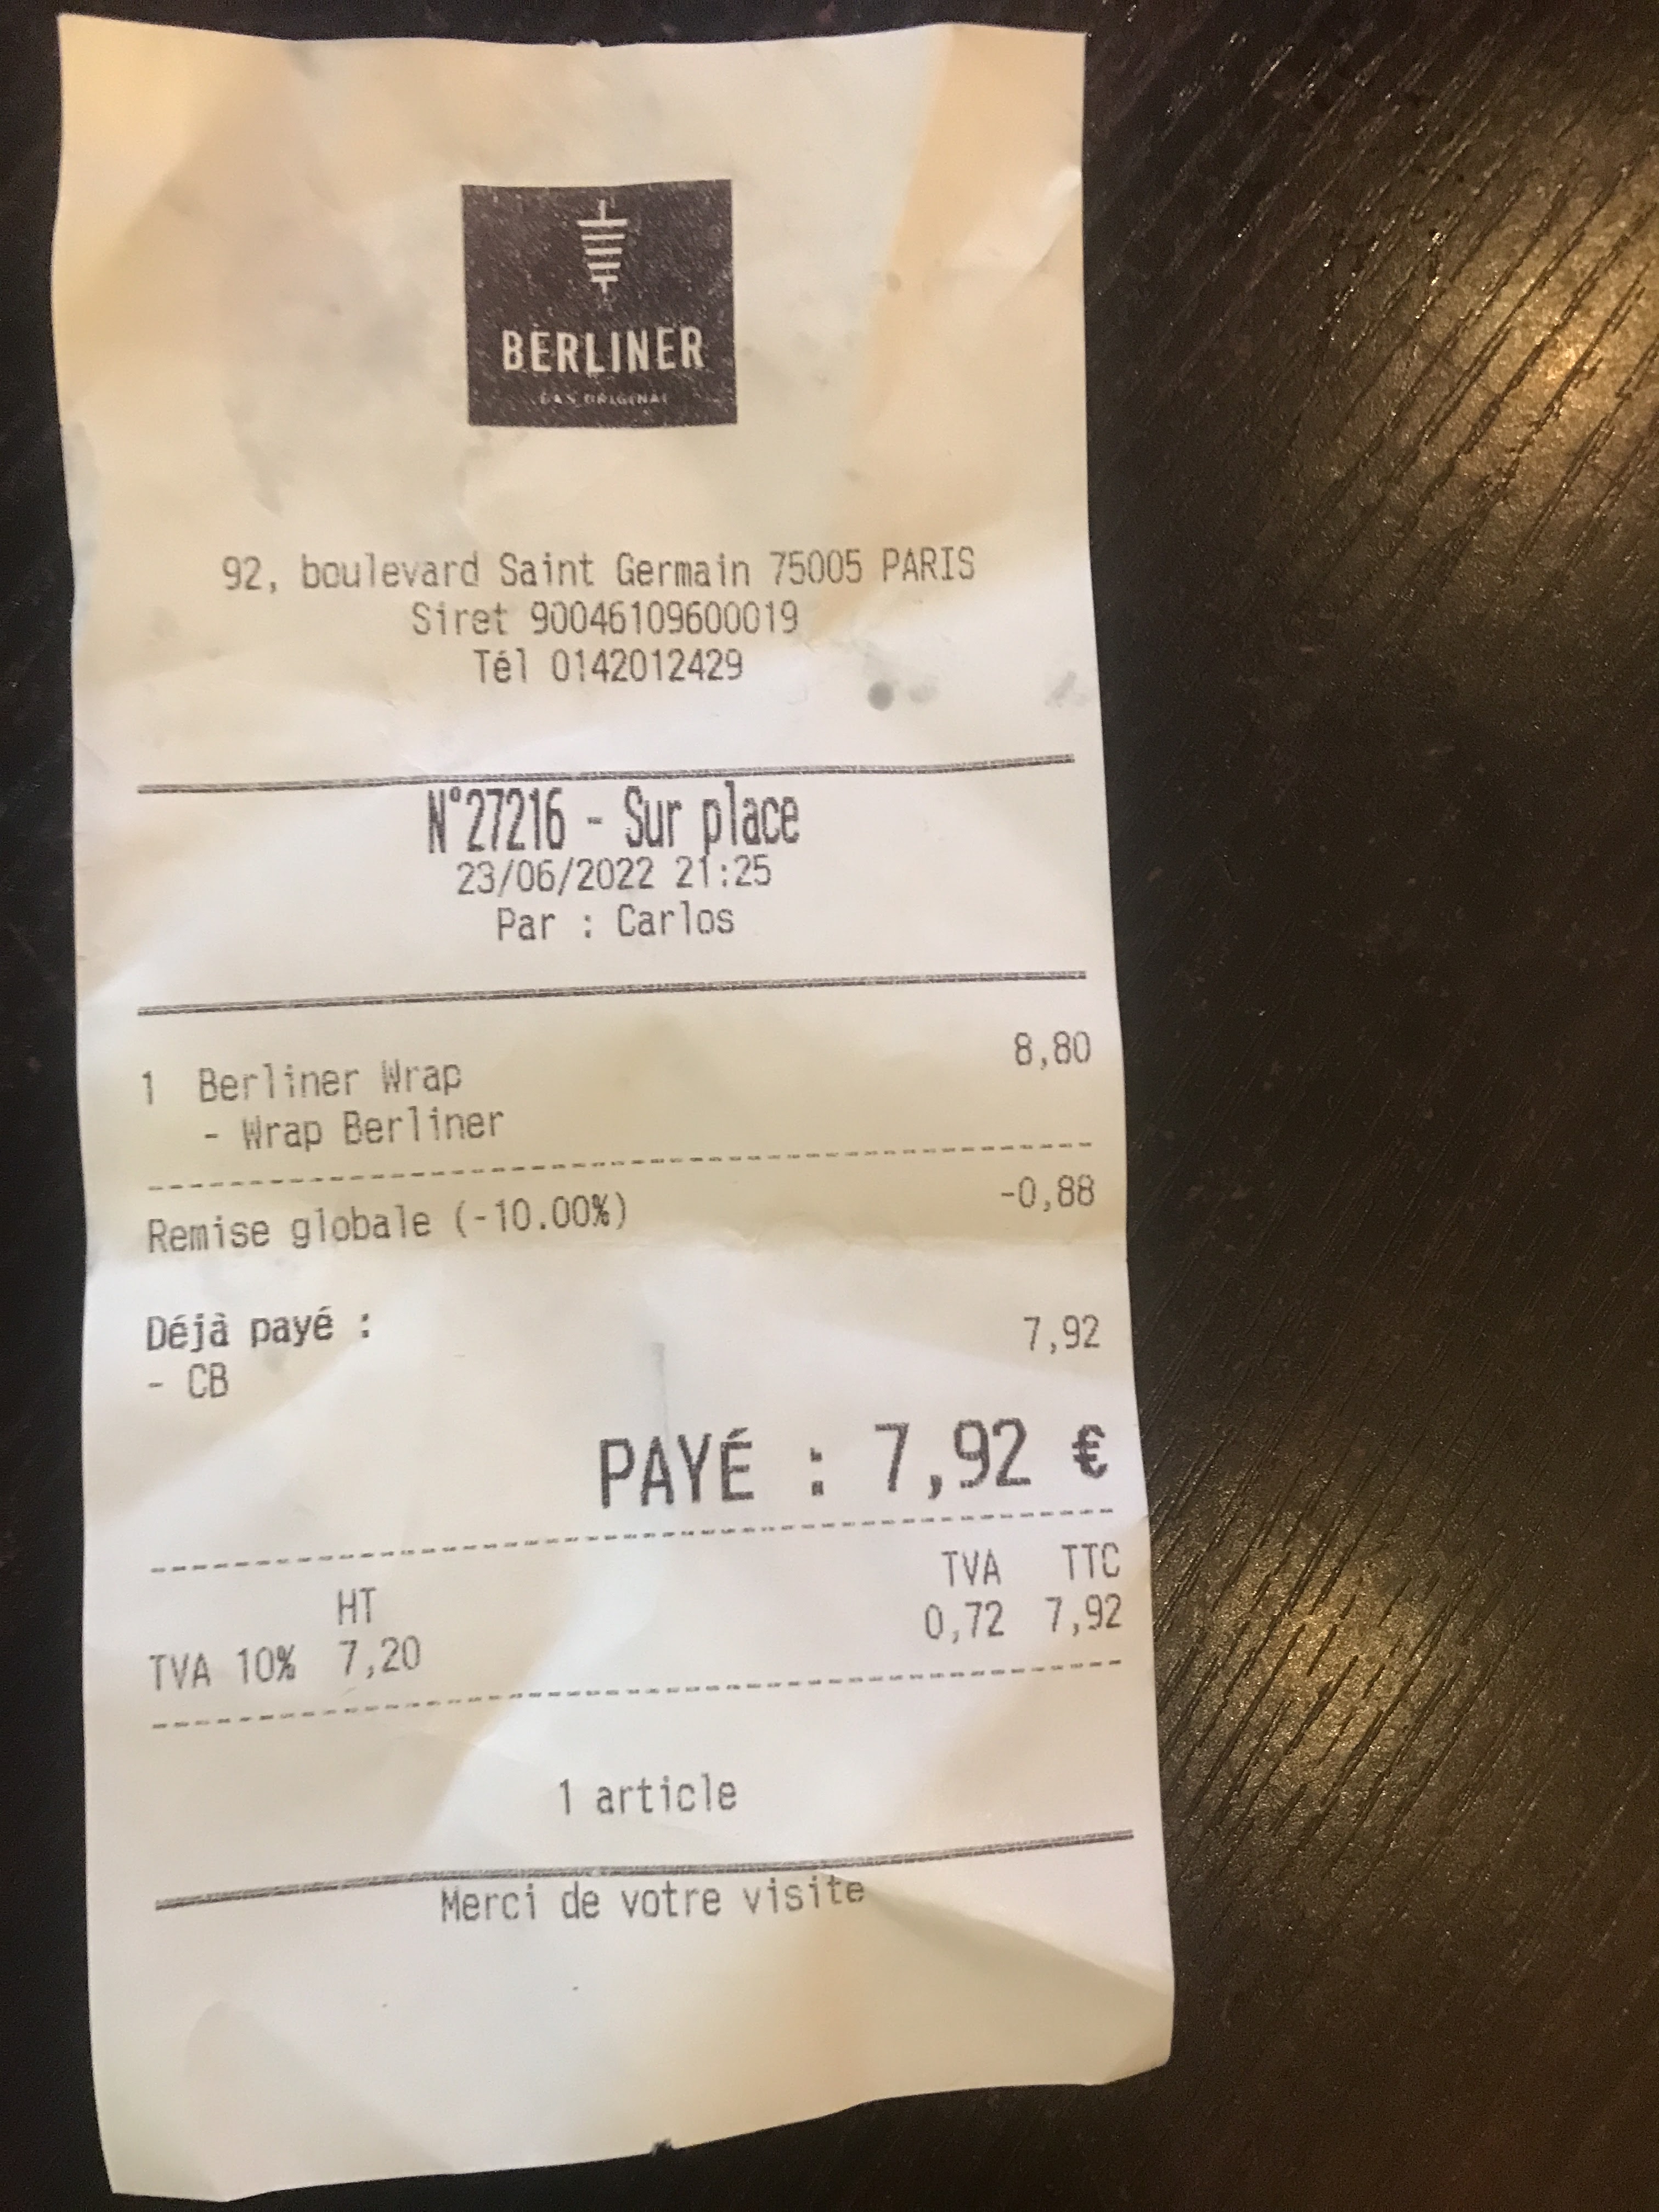 BERLINER
DAS ORIGINAL
92, boulevard Saint Germain 75005 PARIS
Siret 90046109600019
Tél 0142012429
N°27216 - Sur place
23/06/2022 21:25
Par : Carlos
1 Berliner Wrap 8,80
- Wrap Berliner
Remise globale (-10.00%) -0,88
Déjà payé :
- CB 7,92
PAYÉ : 7,92 €
HT TVA TTC
TVA 10% 7,20 0,72 7,92
1 article
Merci de votre visite